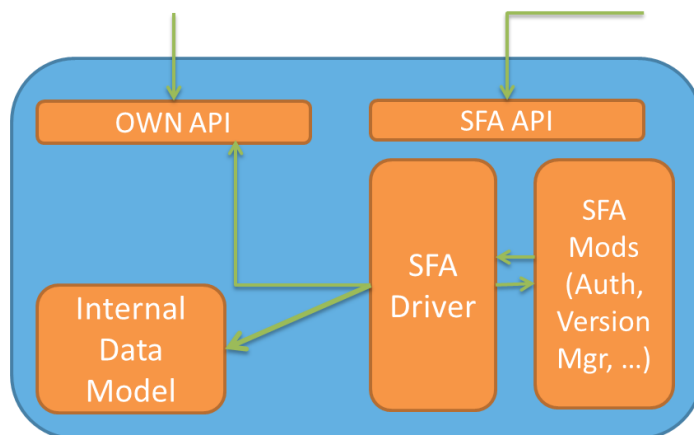 OWN API
SFA API
SFA
Driver
SFA
Mods
(Auth,
Version
Mgr, ...)
Internal
Data
Model